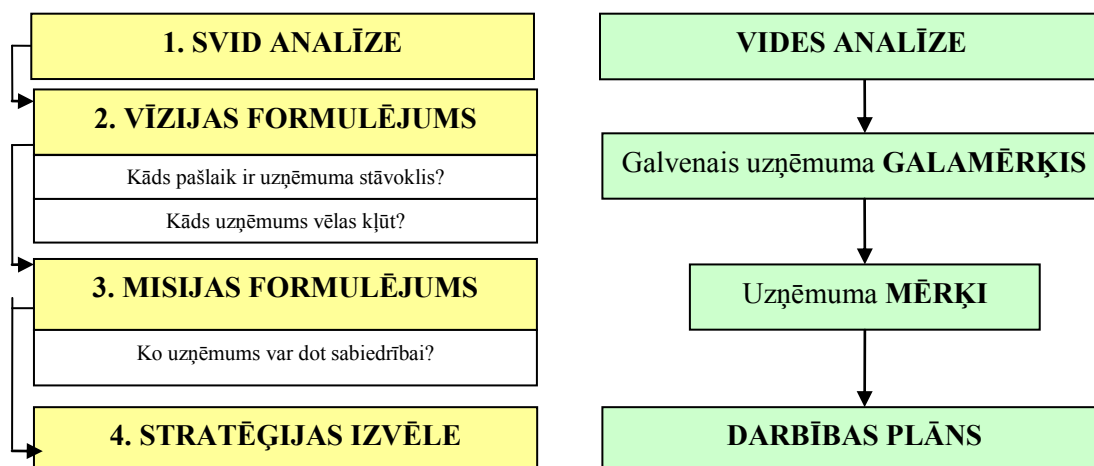 1. SVID ANALĪZE
2. VĪZIJAS FORMULĒJUMS
Kāds pašlaik ir uzņēmuma stāvoklis?
Kāds uzņēmums vēlas kļūt?
3. MISIJAS FORMULĒJUMS
Ko uzņēmums var dot sabiedrībai?
4. STRATĒĢIJAS IZVĒLE
VIDES ANALĪZE
Galvenais uzņēmuma GALAMĒRĶIS
Uzņēmuma MĒRĶI
DARBĪBAS PLĀNS